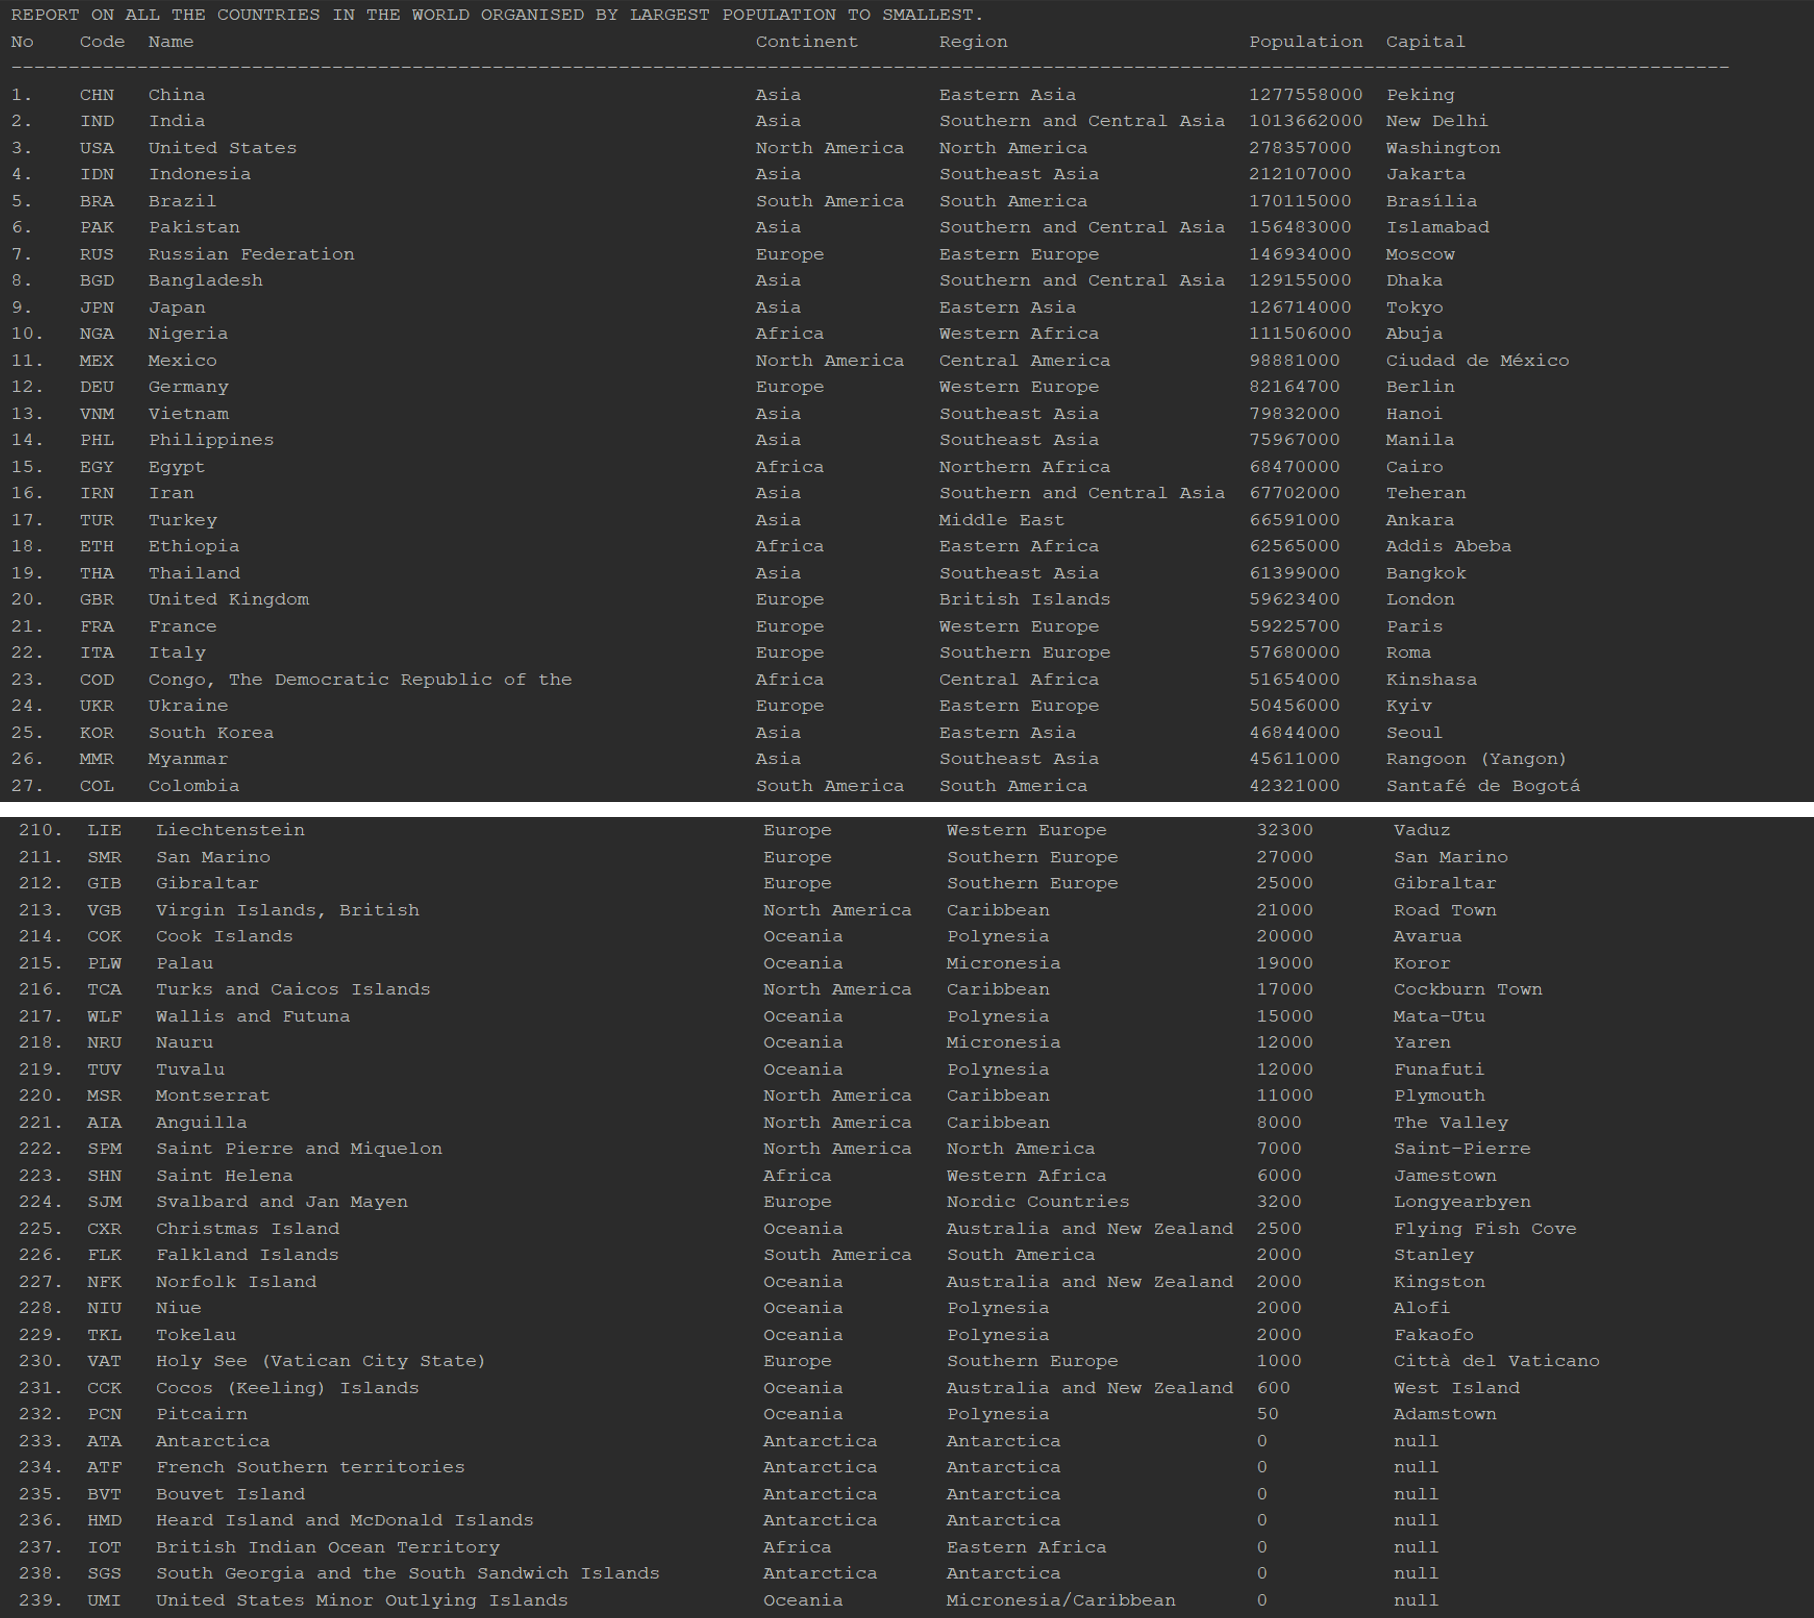 REPORT ON ALL THE COUNTRIES IN THE WORLD ORGANISED BY LARGEST POPULATION TO SMALLEST.
No Code Name Continent Region Population Capital
1. CHN China Asia Eastern Asia 1277558000 Peking
2. IND India Asia Southern and Central Asia 1013662000 New Delhi
3. USA United States North America North America 278357000 Washington
4. IDN Indonesia Asia Southeast Asia 212107000 Jakarta
5. BRA Brazil South America South America 170115000 Brasília
6. PAK Pakistan Asia Southern and Central Asia 156483000 Islamabad
7. RUS Russian Federation Europe Eastern Europe 146934000 Moscow
8. BGD Bangladesh Asia Southern and Central Asia 129155000 Dhaka
9. JPN Japan Asia Eastern Asia 126714000 Tokyo
10. NGA Nigeria Africa Western Africa 111506000 Abuja
11. MEX Mexico North America Central America 98881000 Ciudad de México
12. DEU Germany Europe Western Europe 82164700 Berlin
13. VNM Vietnam Asia Southeast Asia 79832000 Hanoi
14. PHL Philippines Asia Southeast Asia 75967000 Manila
15. EGY Egypt Africa Northern Africa 68470000 Cairo
16. IRN Iran Asia Southern and Central Asia 67702000 Teheran
17. TUR Turkey Asia Middle East 66591000 Ankara
18. ETH Ethiopia Africa Eastern Africa 62565000 Addis Abeba
19. THA Thailand Asia Southeast Asia 61399000 Bangkok
20. GBR United Kingdom Europe British Islands 59623400 London
21. FRA France Europe Western Europe 59225700 Paris
22. ITA Italy Europe Southern Europe 57680000 Roma
23. COD Congo, The Democratic Republic of the Africa Central Africa 51654000 Kinshasa
24. UKR Ukraine Europe Eastern Europe 50456000 Kyiv
25. KOR South Korea Asia Eastern Asia 46844000 Seoul
26. MMR Myanmar Asia Southeast Asia 45611000 Rangoon (Yangon)
27. COL Colombia South America South America 42321000 Santafé de Bogotá
210. LIE Liechtenstein Europe Western Europe 32300 Vaduz
211. SMR San Marino Europe Southern Europe 27000 San Marino
212. GIB Gibraltar Europe Southern Europe 25000 Gibraltar
213. VGB Virgin Islands, British North America Caribbean 21000 Road Town
214. COK Cook Islands Oceania Polynesia 20000 Avarua
215. PLW Palau Oceania Micronesia 19000 Koror
216. TCA Turks and Caicos Islands North America Caribbean 17000 Cockburn Town
217. WLF Wallis and Futuna Oceania Polynesia 15000 Mata-Utu
218. NRU Nauru Oceania Micronesia 12000 Yaren
219. TUV Tuvalu Oceania Polynesia 12000 Funafuti
220. MSR Montserrat North America Caribbean 11000 Plymouth
221. AIA Anguilla North America Caribbean 8000 The Valley
222. SPM Saint Pierre and Miquelon North America North America 7000 Saint-Pierre
223. SHN Saint Helena Africa Western Africa 6000 Jamestown
224. SJM Svalbard and Jan Mayen Europe Nordic Countries 3200 Longyearbyen
225. CXR Christmas Island Oceania Australia and New Zealand 2500 Flying Fish Cove
226. FLK Falkland Islands South America South America 2000 Stanley
227. NFK Norfolk Island Oceania Australia and New Zealand 2000 Kingston
228. NIU Niue Oceania Polynesia 2000 Alofi
229. TKL Tokelau Oceania Polynesia 2000 Fakaofo
230. VAT Holy See (Vatican City State) Europe Southern Europe 1000 Città del Vaticano
231. CCK Cocos (Keeling) Islands Oceania Australia and New Zealand 600 West Island
232. PCN Pitcairn Oceania Polynesia 50 Adamstown
233. ATA Antarctica Antarctica Antarctica 0 null
234. ATF French Southern territories Antarctica Antarctica 0 null
235. BVT Bouvet Island Antarctica Antarctica 0 null
236. HMD Heard Island and McDonald Islands Antarctica Antarctica 0 null
237. IOT British Indian Ocean Territory Africa Eastern Africa 0 null
238. SGS South Georgia and the South Sandwich Islands Antarctica Antarctica 0 null
239. UMI United States Minor Outlying Islands Oceania Micronesia/Caribbean 0 null